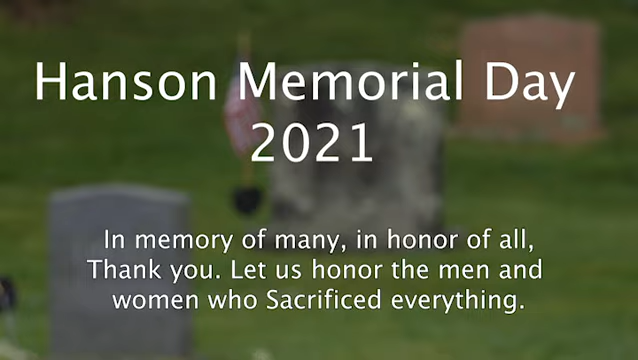 Hanson Memorial Day
2021
In memory of many, in honor of all,
Thank you. Let us honor the men and
women who Sacrificed everything.